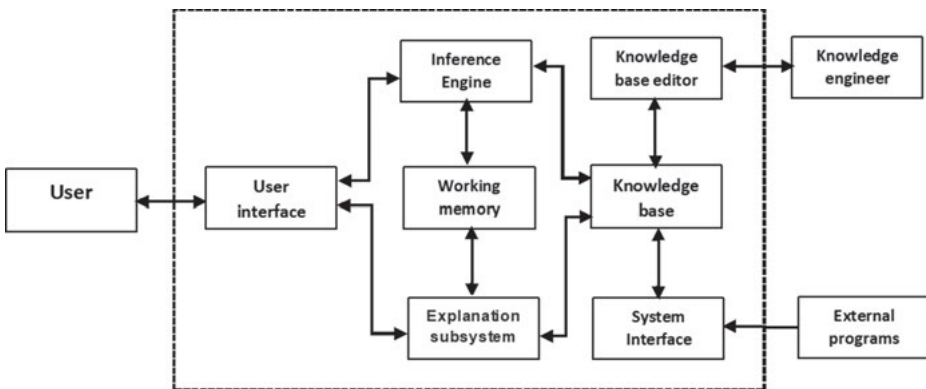 Inference
Engine
Knowledge
base editor
Knowledge
engineer
User
User
interface
Working
memory
Knowledge
base
Explanation
subsystem
System
Interface
External
programs